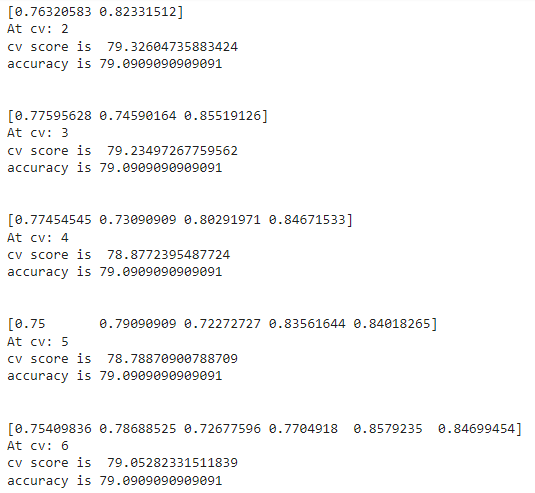 [0.76320583 0.82331512]
At cv: 2
cv score is  79.32604735883424
accuracy is 79.0909090909091
[0.77595628 0.74590164 0.85519126]
At cv: 3
cv score is  79.23497267759562
accuracy is 79.0909090909091
[0.77454545 0.73090909 0.80291971 0.84671533]
At cv: 4
cv score is  78.8772395487724
accuracy is 79.0909090909091
[0.75       0.79090909 0.72272727 0.83561644 0.84018265]
At cv: 5
cv score is  78.78870900788709
accuracy is 79.0909090909091
[0.75409836 0.78688525 0.72677596 0.7704918  0.8579235  0.84699454]
At cv: 6
cv score is  79.05282331511839
accuracy is 79.0909090909091